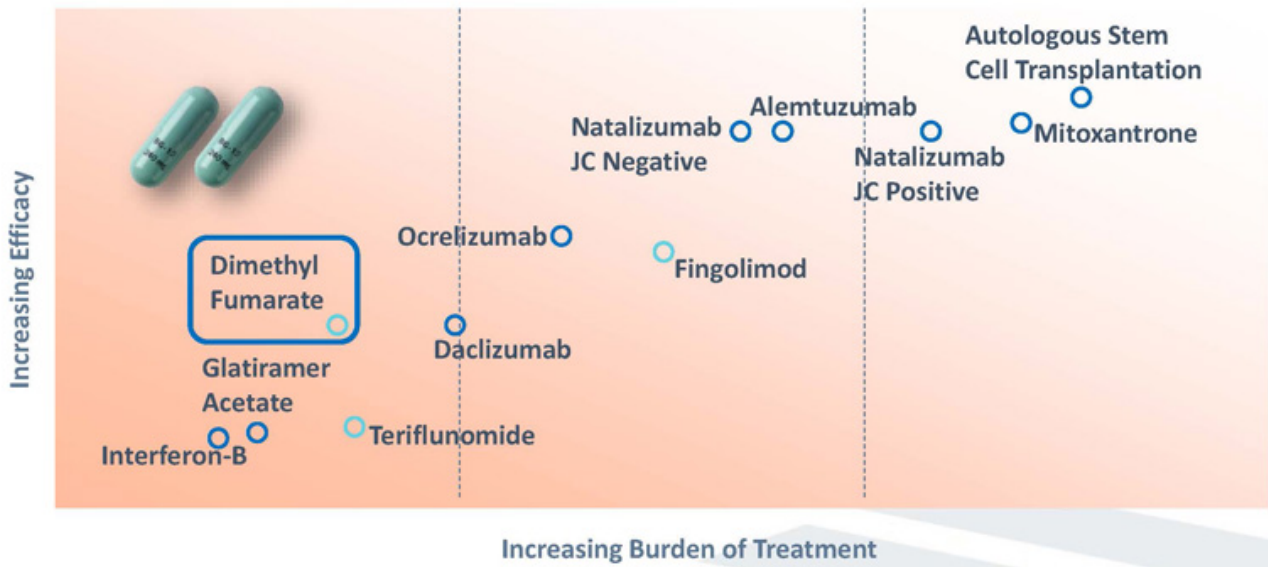 Autologous Stem
Cell Transplantation
Alemtuzumab
Natalizumab
JC Negative
Mitoxantrone
Natalizumab
JC Positive
Ocrelizumab
Fingolimod
Dimethyl
Fumarate
Daclizumab
Glatiramer
Acetate
Teriflunomide
Interferon-B
Increasing Efficacy
Increasing Burden of Treatment